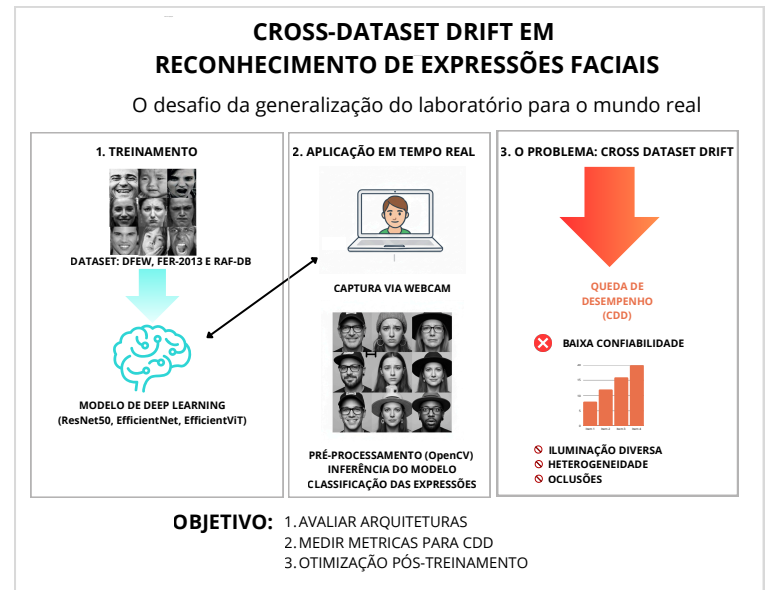 CROSS-DATASET DRIFT EM
RECONHECIMENTO DE EXPRESSÕES FACIAIS
O desafio da generalização do laboratório para o mundo real
1. TREINAMENTO
DATASET: DFEW, FER-2013 E RAF-DB
MODELO DE DEEP LEARNING
(ResNet50, EfficientNet, EfficientViT)
2. APLICAÇÃO EM TEMPO REAL
CAPTURA VIA WEBCAM
PRÉ-PROCESSAMENTO (OpenCV)
INFERÊNCIA DO MODELO
CLASSIFICAÇÃO DAS EXPRESSÕES
3. O PROBLEMA: CROSS DATASET DRIFT
QUEDA DE
DESEMPENHO
(CDD)
BAIXA CONFIABILIDADE
ILUMINAÇÃO DIVERSA
HETEROGENEIDADE
OCLUSÕES
OBJETIVO:
1. AVALIAR ARQUITETURAS
2. MEDIR METRICAS PARA CDD
3. OTIMIZAÇÃO PÓS-TREINAMENTO